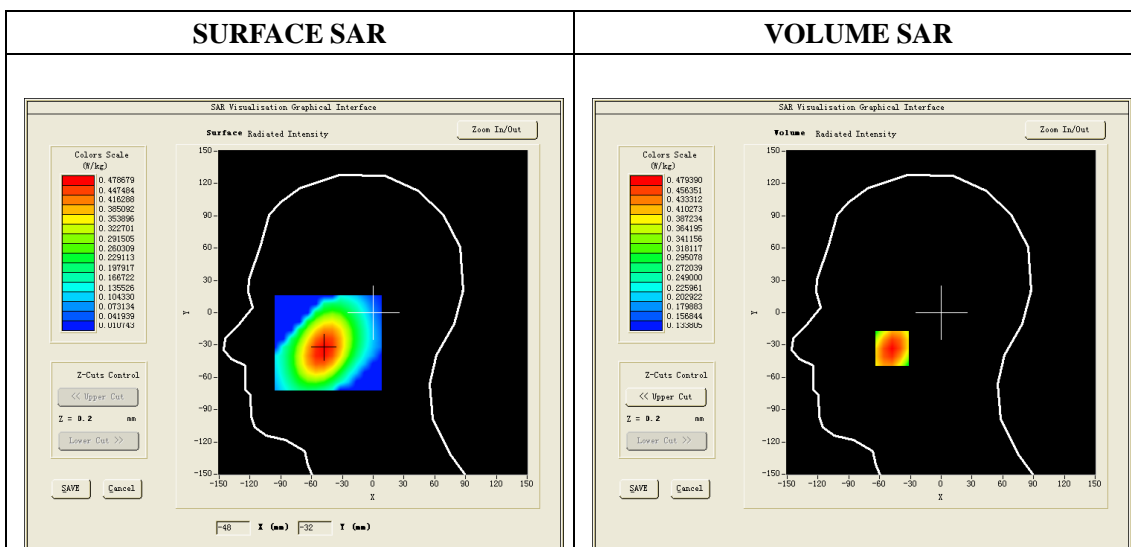 SURFACE SAR
VOLUME SAR
SAR Visualisation Graphical Interface
Surface Radiated Intensity
Zoom In/Out
Colors Scale
(W/kg)
0.478679
0.447484
0.416288
0.385092
0.353896
0.322701
0.291505
0.260309
0.229113
0.197917
0.166722
0.135526
0.104330
0.073134
0.041939
0.010743
150
120
90
60
30
0
-30
-60
-90
-120
-150
Y
-150 -120 -90 -60 -30 0 30 60 90 120 150
X
Z-Cuts Control
<< Upper Cut
Z = 0.2 mm
Lower Cut >>
SAVE Cancel
-48 X (mm) -32 Y (mm)
SAR Visualisation Graphical Interface
Volume Radiated Intensity
Zoom In/Out
Colors Scale
(W/kg)
0.479390
0.456351
0.433312
0.410273
0.387234
0.364195
0.341156
0.318117
0.295078
0.272039
0.249000
0.225961
0.202922
0.179883
0.156844
0.133805
150
120
90
60
30
0
-30
-60
-90
-120
-150
Y
-150 -120 -90 -60 -30 0 30 60 90 120 150
X
Z-Cuts Control
<< Upper Cut
Z = 0.2 mm
Lower Cut >>
SAVE Cancel